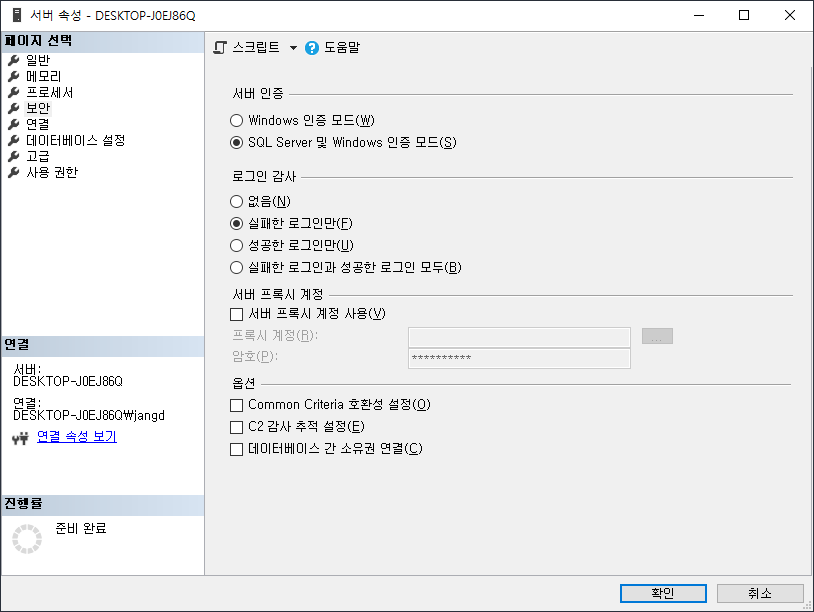 서버 속성 - DESKTOP-J0EJ86Q
페이지 선택
일반
메모리
프로세서
보안
연결
데이터베이스 설정
고급
사용 권한
연결
서버:
DESKTOP-J0EJ86Q
연결:
DESKTOP-J0EJ86Q₩jangd
연결 속성 보기
진행률
준비 완료
스크립트 도움말
서버 인증
Windows 인증 모드(W)
SQL Server 및 Windows 인증 모드(S)
로그인 감사
없음(N)
실패한 로그인만(F)
성공한 로그인만(U)
실패한 로그인과 성공한 로그인 모두(B)
서버 프록시 계정
서버 프록시 계정 사용(V)
프록시 계정(R): ...
암호(P): **********
옵션
Common Criteria 호환성 설정(O)
C2 감사 추적 설정(E)
데이터베이스 간 소유권 연결(C)
확인 취소